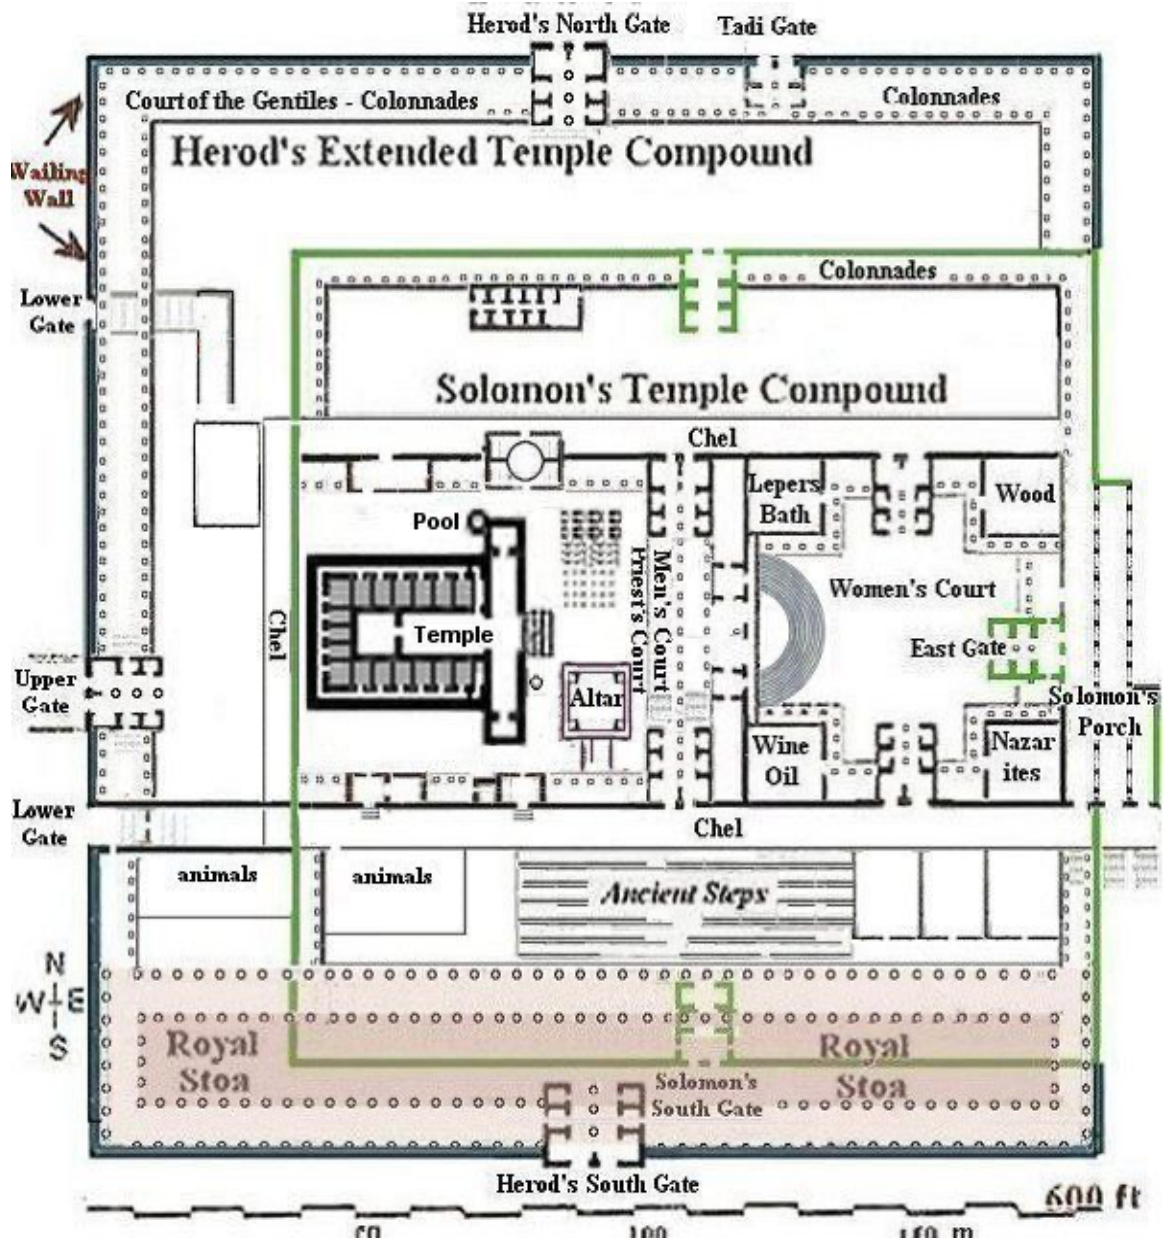 Herod's North Gate
Tadi Gate
Court of the Gentiles - Colonnades
Colonnades
Herod's Extended Temple Compound
Wailing
Wall
Colonnades
Lower
Gate
Solomon's Temple Compound
Chel
Lepers
Bath
Wood
Pool
Priest's Court
Men's Court
Women's Court
Chel
Temple
East Gate
Upper
Gate
Altar
Solomon's
Porch
Wine
Oil
Nazar
ites
Lower
Gate
Chel
animals
animals
Ancient Steps
N
W E
S
Royal
Stoa
Royal
Stoa
Solomon's
South Gate
Herod's South Gate
600 ft
50
100
150 m